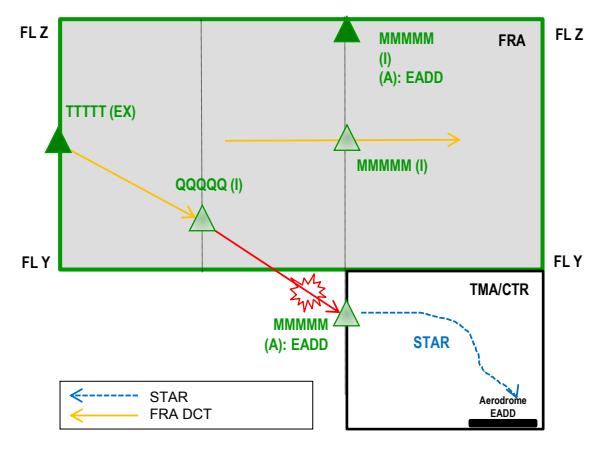 FL Z
MMMMM
(I)
(A): EADD
FRA
FL Z
TTTTT (EX)
MMMMM (I)
QQQQQ (I)
FL Y
FL Y
TMA/CTR
MMMMM
(A): EADD
STAR
STAR
FRA DCT
Aerodrome
EADD